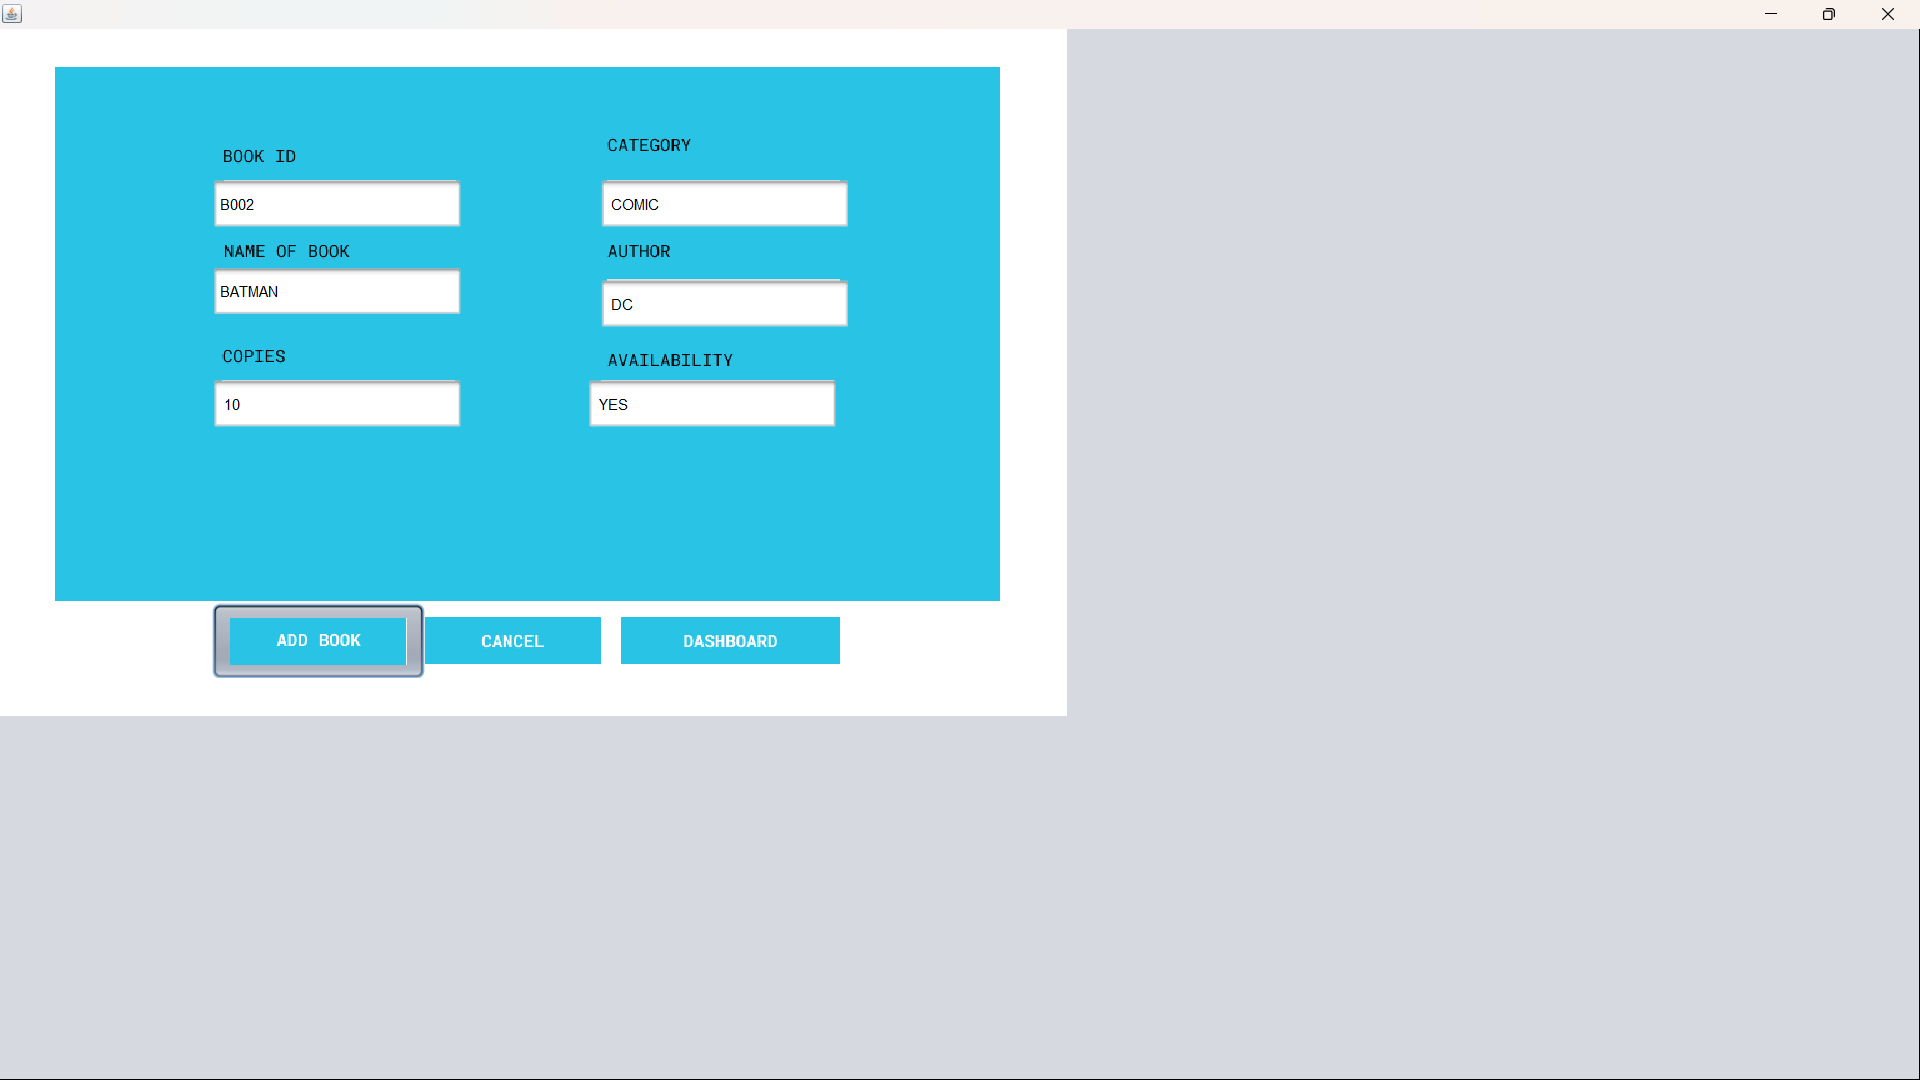 BOOK ID
CATEGORY
B002
COMIC
NAME OF BOOK
AUTHOR
BATMAN
DC
COPIES
AVAILABILITY
10
YES
ADD BOOK
CANCEL
DASHBOARD